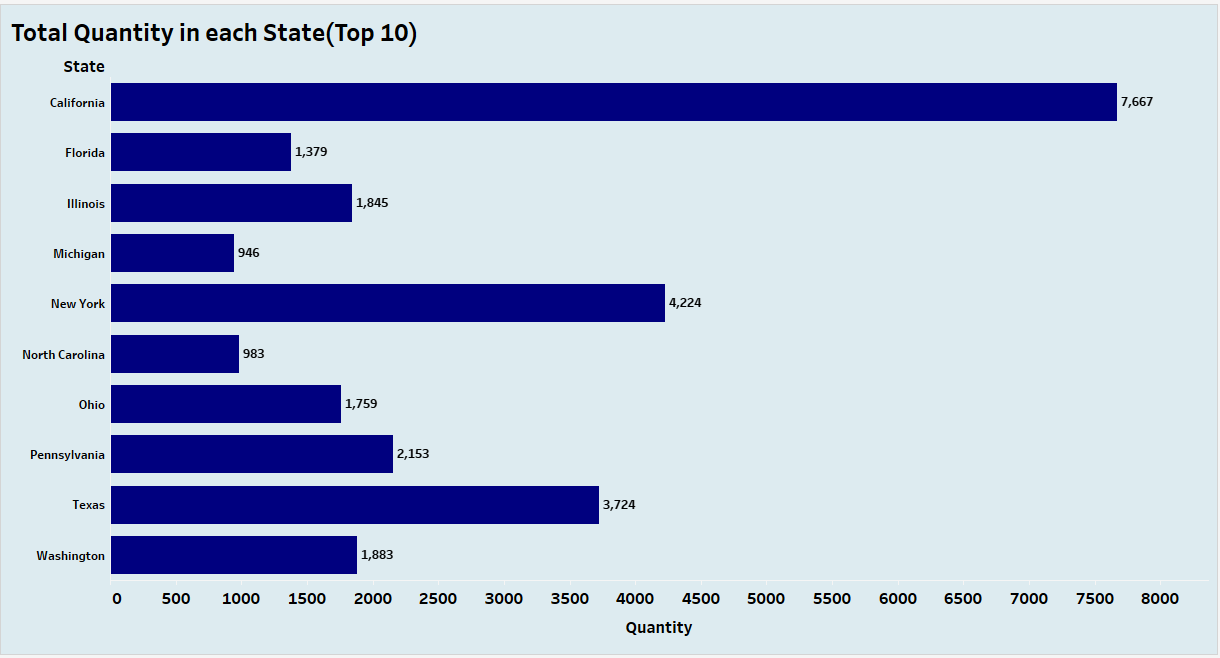 Total Quantity in each State(Top 10)
State
California 7,667
Florida 1,379
Illinois 1,845
Michigan 946
New York 4,224
North Carolina 983
Ohio 1,759
Pennsylvania 2,153
Texas 3,724
Washington 1,883
0 500 1000 1500 2000 2500 3000 3500 4000 4500 5000 5500 6000 6500 7000 7500 8000
Quantity